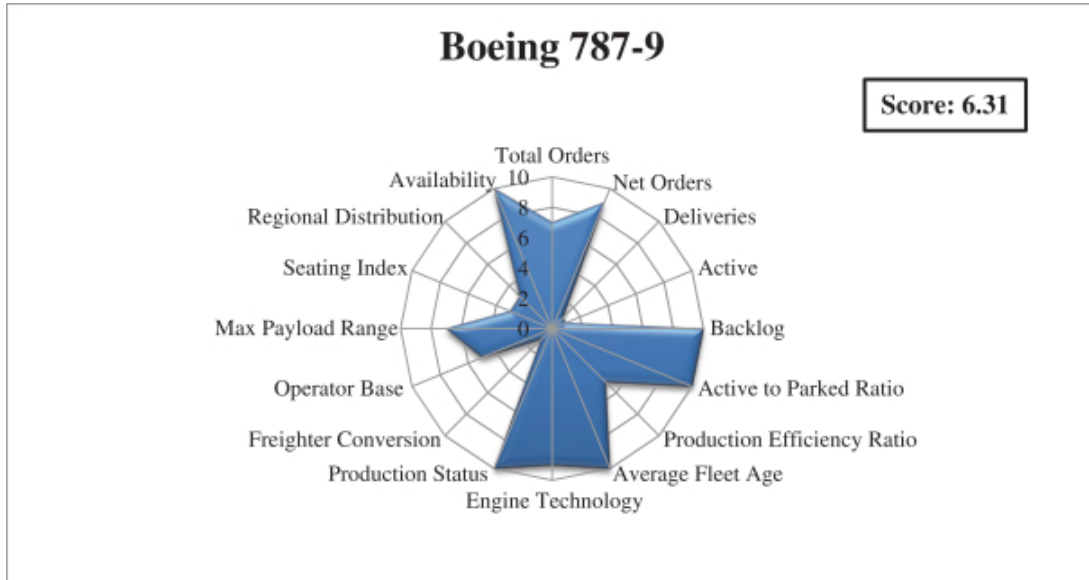 Boeing 787-9
Score: 6.31
Total Orders
Net Orders
Deliveries
Active
Backlog
Active to Parked Ratio
Production Efficiency Ratio
Average Fleet Age
Engine Technology
Production Status
Freighter Conversion
Operator Base
Max Payload Range
Seating Index
Regional Distribution
Availability
10
8
6
4
2
0